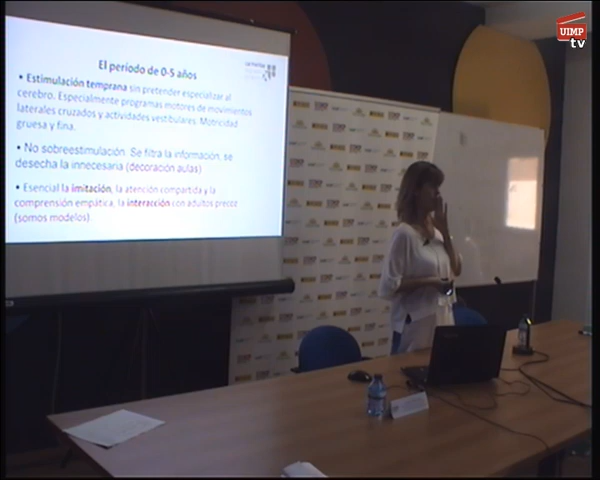 UIMP
tv
El período de 0-5 años
• Estimulación temprana sin pretender especializar al
cerebro. Especialmente programas motores de movimientos
laterales cruzados y actividades vestibulares. Motricidad
gruesa y fina.
• No sobreestimulación. Se filtra la información, se
desecha la innecesaria (decoración aulas)
• Esencial la imitación, la atención compartida y la
comprensión empática, la interacción con adultos precoz
(somos modelos).